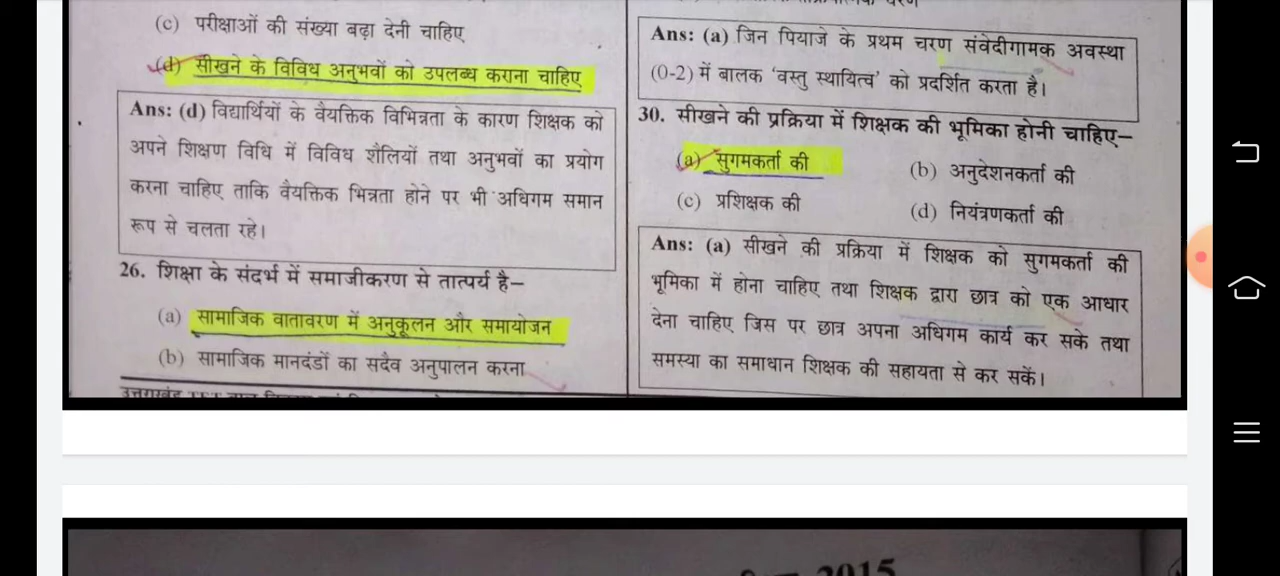 (c) परीक्षाओं की संख्या बढ़ा देनी चाहिए
(d) सीखने के विविध अनुभवों को उपलब्ध कराना चाहिए
Ans: (d) विद्यार्थियों के वैयक्तिक विभिन्नता के कारण शिक्षक को
अपने शिक्षण विधि में विविध शैलियों तथा अनुभवों का प्रयोग
करना चाहिए ताकि वैयक्तिक भिन्नता होने पर भी अधिगम समान
रूप से चलता रहे।
26. शिक्षा के संदर्भ में समाजीकरण से तात्पर्य है–
(a) सामाजिक वातावरण में अनुकूलन और समायोजन
(b) सामाजिक मानदंडों का सदैव अनुपालन करना
उत्तराखंड TET
Ans: (a) जिन पियाजे के प्रथम चरण संवेदीगामक अवस्था
(0-2) में बालक ‘वस्तु स्थायित्व’ को प्रदर्शित करता है।
30. सीखने की प्रक्रिया में शिक्षक की भूमिका होनी चाहिए–
(a) सुगमकर्ता की (b) अनुदेशनकर्ता की
(c) प्रशिक्षक की (d) नियंत्रणकर्ता की
Ans: (a) सीखने की प्रक्रिया में शिक्षक को सुगमकर्ता की
भूमिका में होना चाहिए तथा शिक्षक द्वारा छात्र को एक आधार
देना चाहिए जिस पर छात्र अपना अधिगम कार्य कर सके तथा
समस्या का समाधान शिक्षक की सहायता से कर सकें।
2015